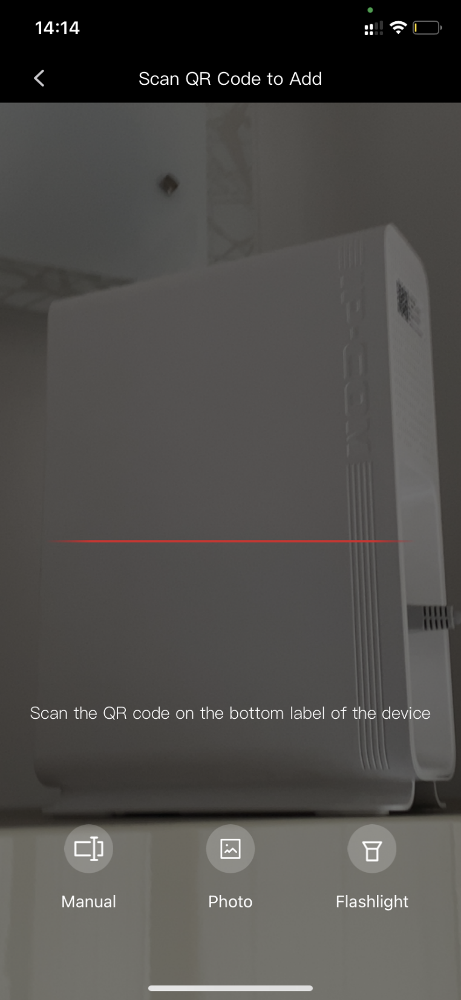 14:14
Scan QR Code to Add
Scan the QR code on the bottom label of the device
Manual
Photo
Flashlight